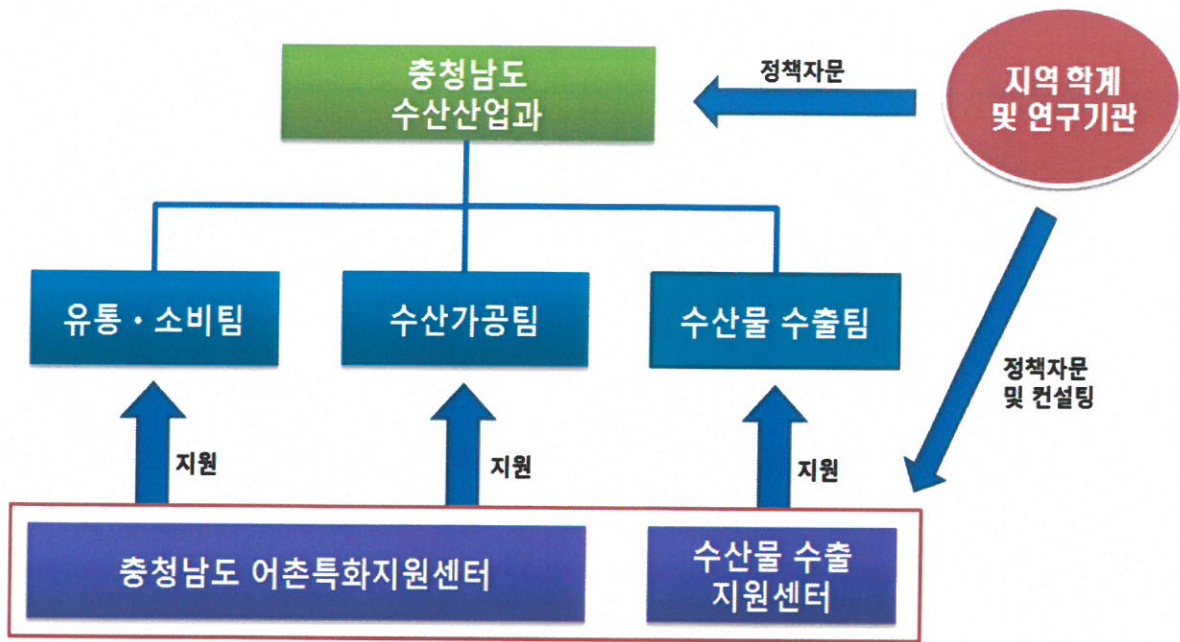 충청남도
수산산업과
정책자문
지역 학계
및 연구기관
유통·소비팀
수산가공팀
수산물 수출팀
정책자문
및 컨설팅
지원
지원
지원
충청남도 어촌특화지원센터
수산물 수출
지원센터